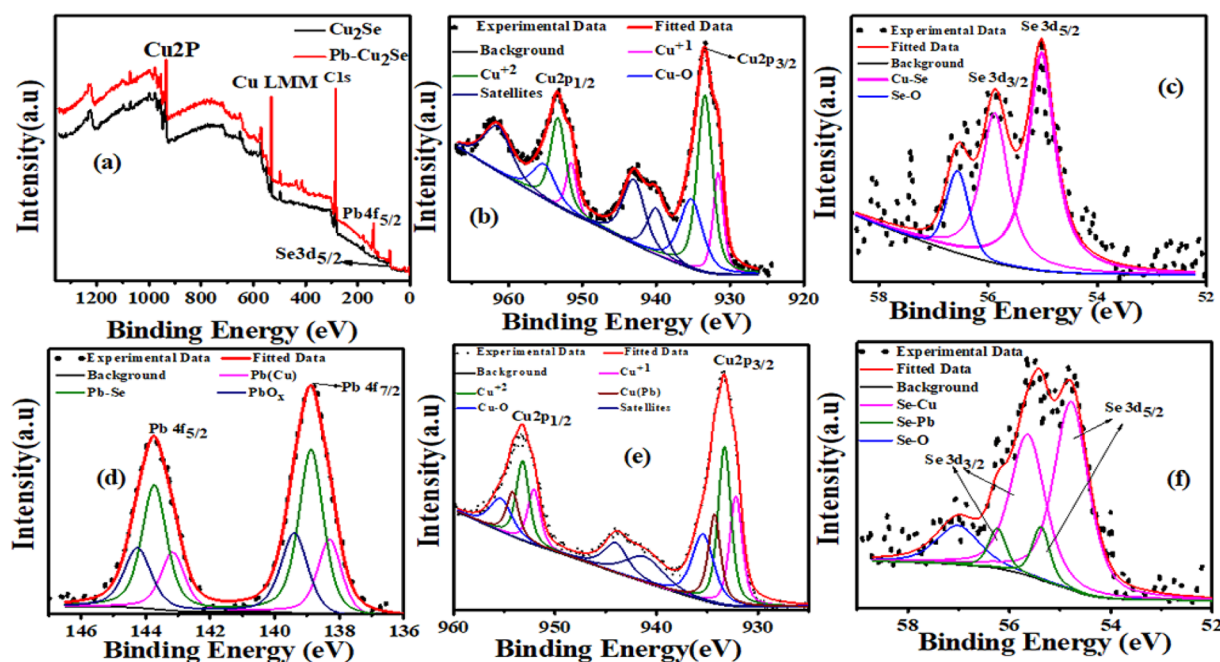 Intensity(a.u)
Cu₂Se
Pb-Cu₂Se
Cu2P
Cu LMM
C1s
(a)
Pb4f5/2
Se3d5/2
1200 1000 800 600 400 200 0
Binding Energy (eV)
Intensity(a.u)
Experimental Data
Fitted Data
Background
Cu+1
Cu+2
Cu-O
Satellites
Cu2p1/2
Cu2p3/2
(b)
960 950 940 930 920
Binding Energy (eV)
Intensity(a.u)
Experimental Data
Fitted Data
Background
Cu-Se
Se-O
Se 3d5/2
Se 3d3/2
(c)
58 56 54 52
Binding Energy (eV)
Intensity(a.u)
Experimental Data
Fitted Data
Background
Pb(Cu)
Pb-Se
PbOx
Pb 4f7/2
Pb 4f5/2
(d)
146 144 142 140 138 136
Binding Energy (eV)
Intensity(a.u)
Experimental Data
Fitted Data
Background
Cu+1
Cu+2
Cu(Pb)
Cu-O
Satellites
Cu2p3/2
Cu2p1/2
(e)
960 950 940 930
Binding Energy(eV)
Intensity(a.u)
Experimental Data
Fitted Data
Background
Se-Cu
Se-Pb
Se-O
Se 3d5/2
Se 3d3/2
(f)
58 56 54 52
Binding Energy (eV)